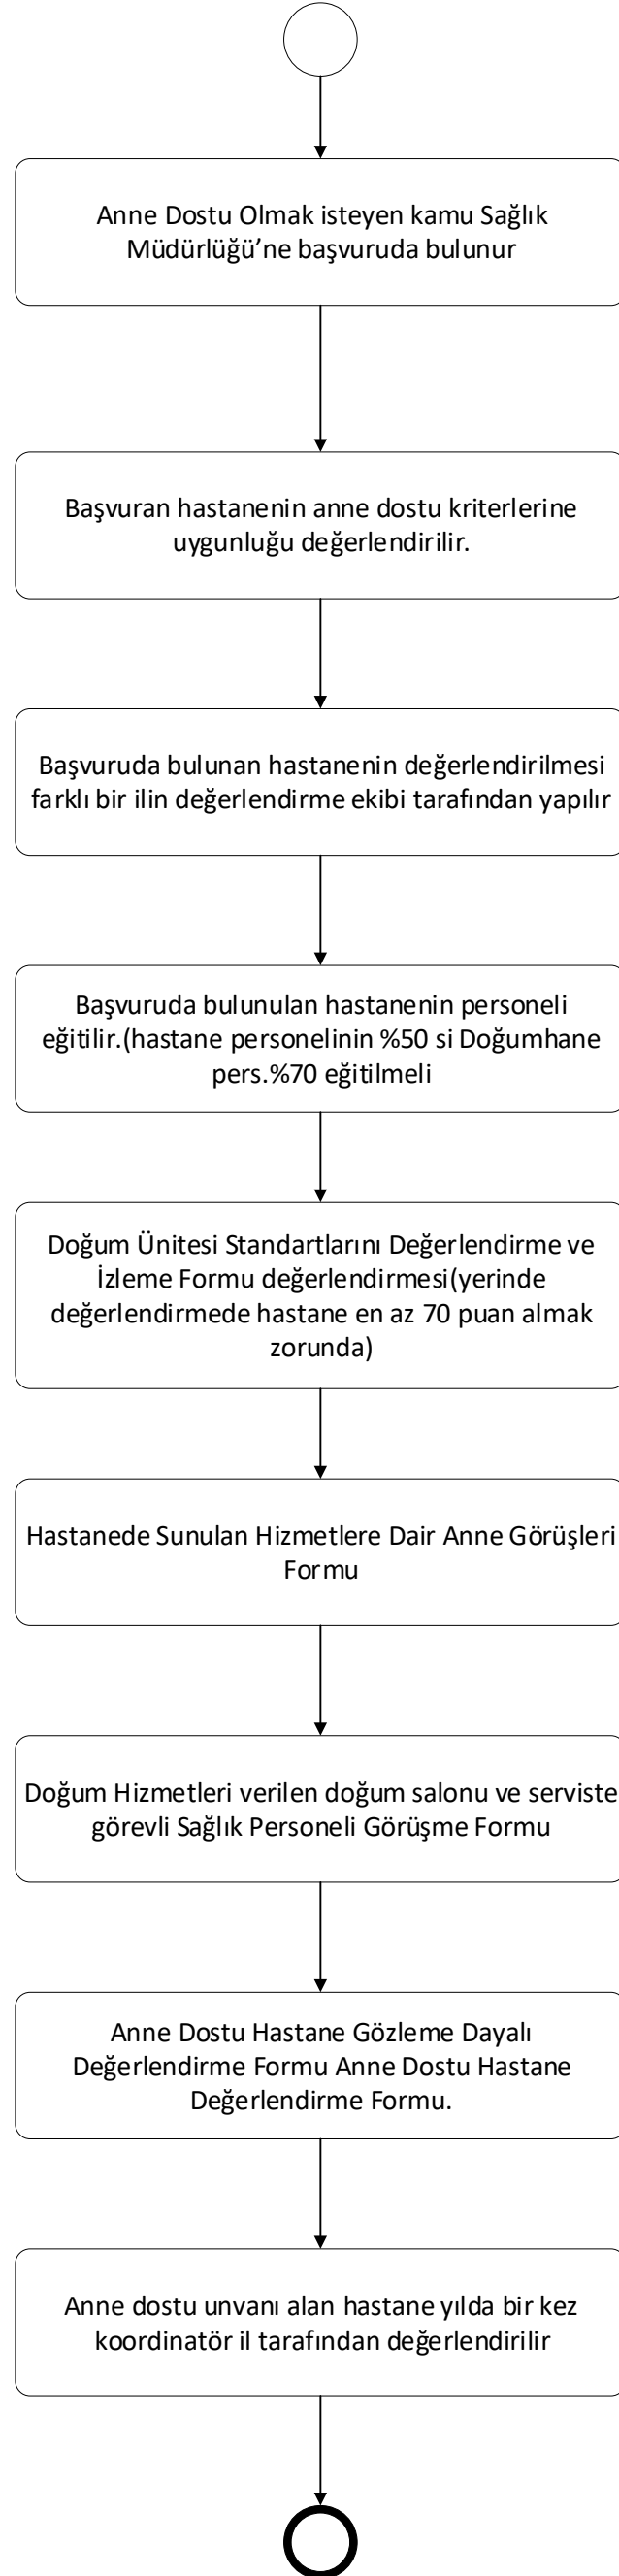 Anne Dostu Olmak isteyen kamu Sağlık
Müdürlüğü’ne başvuruda bulunur
Başvuran hastanenin anne dostu kriterlerine
uygunluğu değerlendirilir.
Başvuruda bulunan hastanenin değerlendirilmesi
farklı bir ilin değerlendirme ekibi tarafından yapılır
Başvuruda bulunulan hastanenin personeli
eğitilir.(hastane personelinin %50 si Doğumhane
pers.%70 eğitilmeli
Doğum Ünitesi Standartlarını Değerlendirme ve
İzleme Formu değerlendirmesi(yerinde
değerlendirmede hastane en az 70 puan almak
zorunda)
Hastanede Sunulan Hizmetlere Dair Anne Görüşleri
Formu
Doğum Hizmetleri verilen doğum salonu ve serviste
görevli Sağlık Personeli Görüşme Formu
Anne Dostu Hastane Gözleme Dayalı
Değerlendirme Formu Anne Dostu Hastane
Değerlendirme Formu.
Anne dostu unvanı alan hastane yılda bir kez
koordinatör il tarafından değerlendirilir